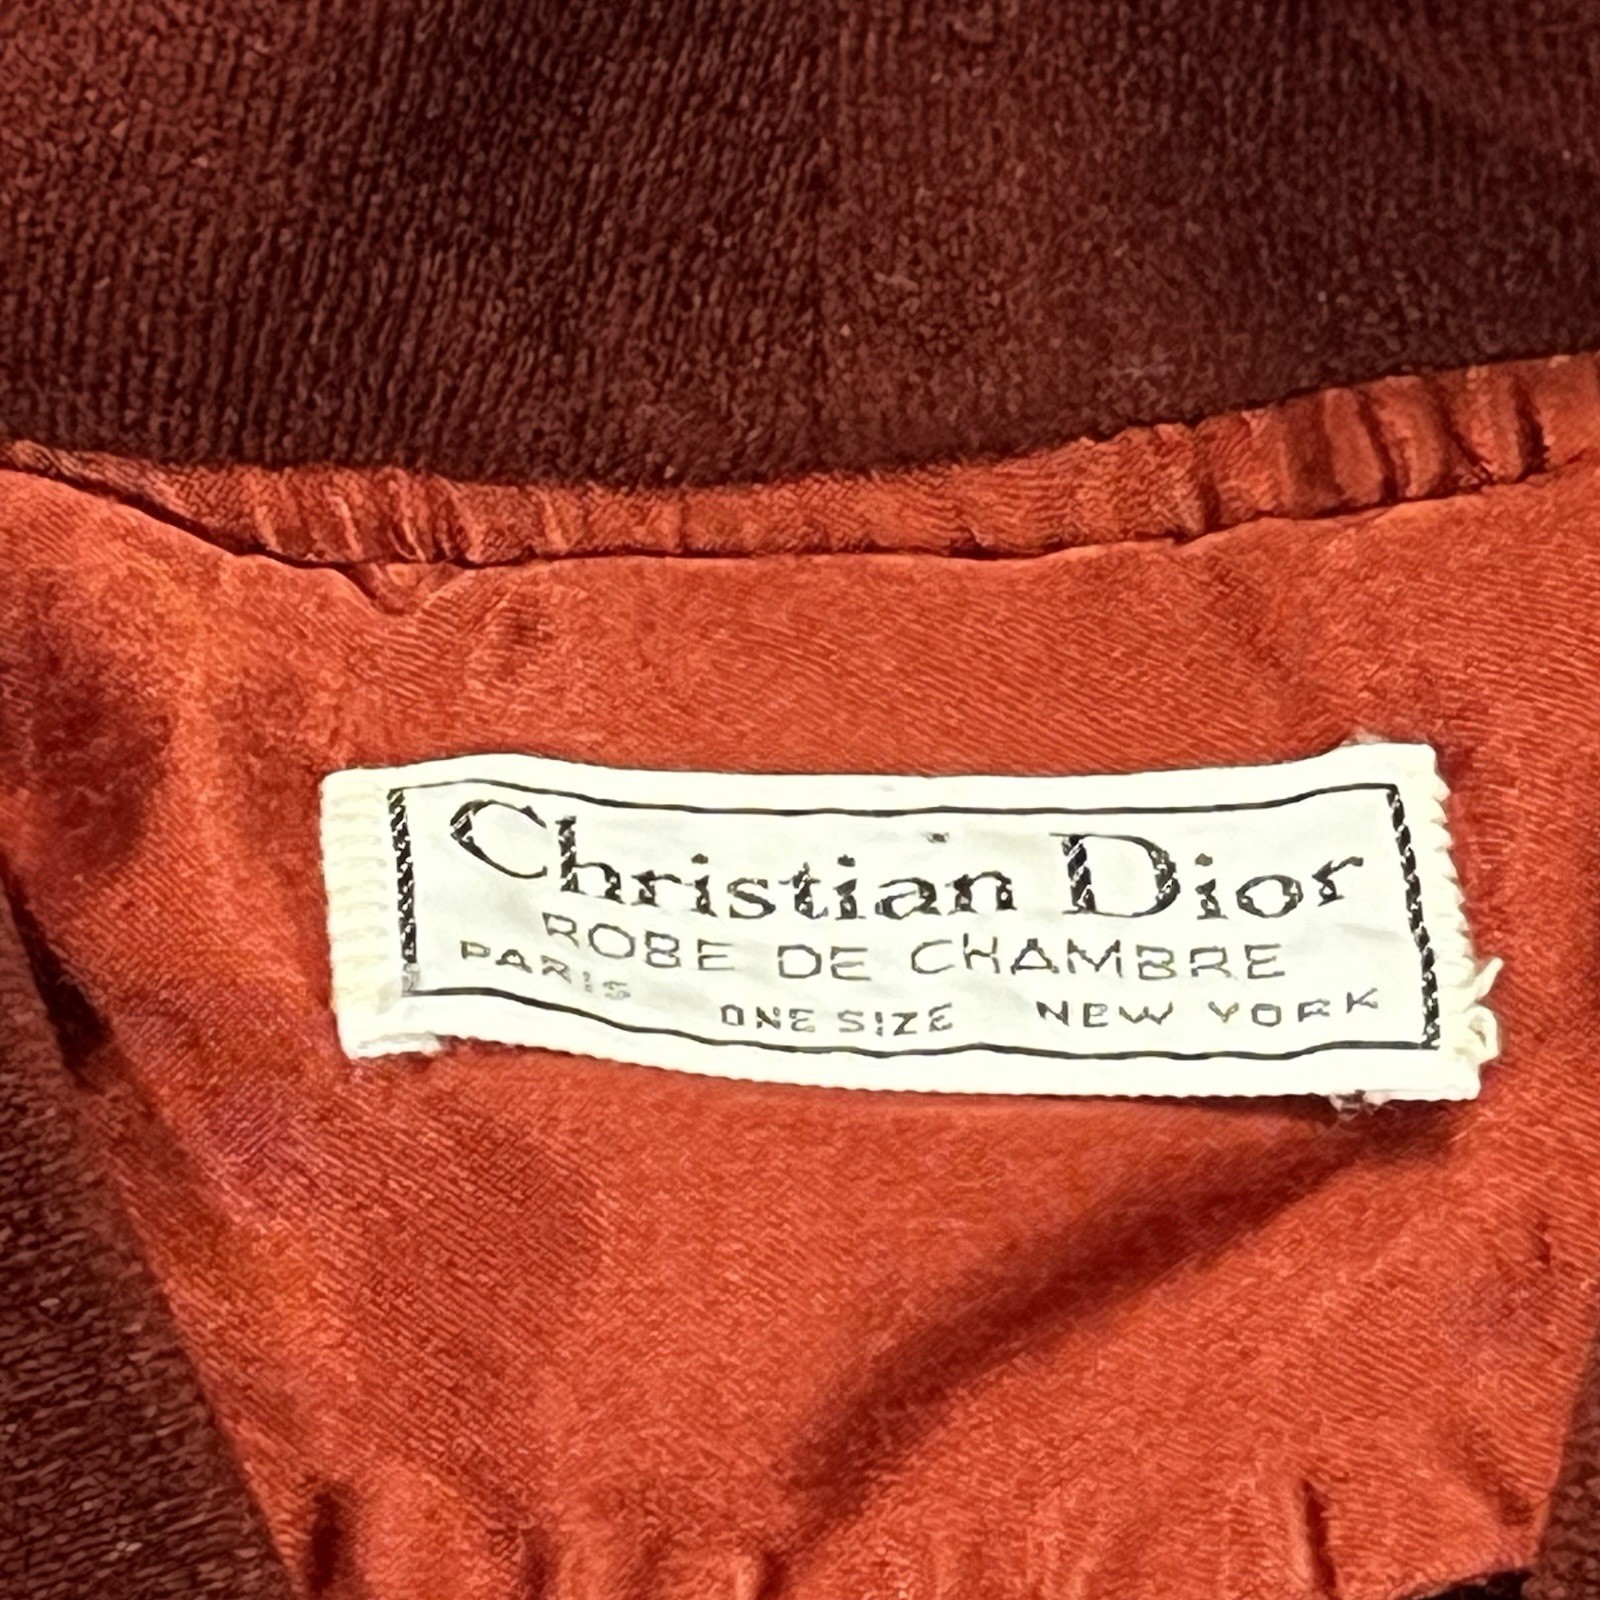 Christian Dior
ROBE DE CHAMBRE
PARIS ONE SIZE NEW YORK